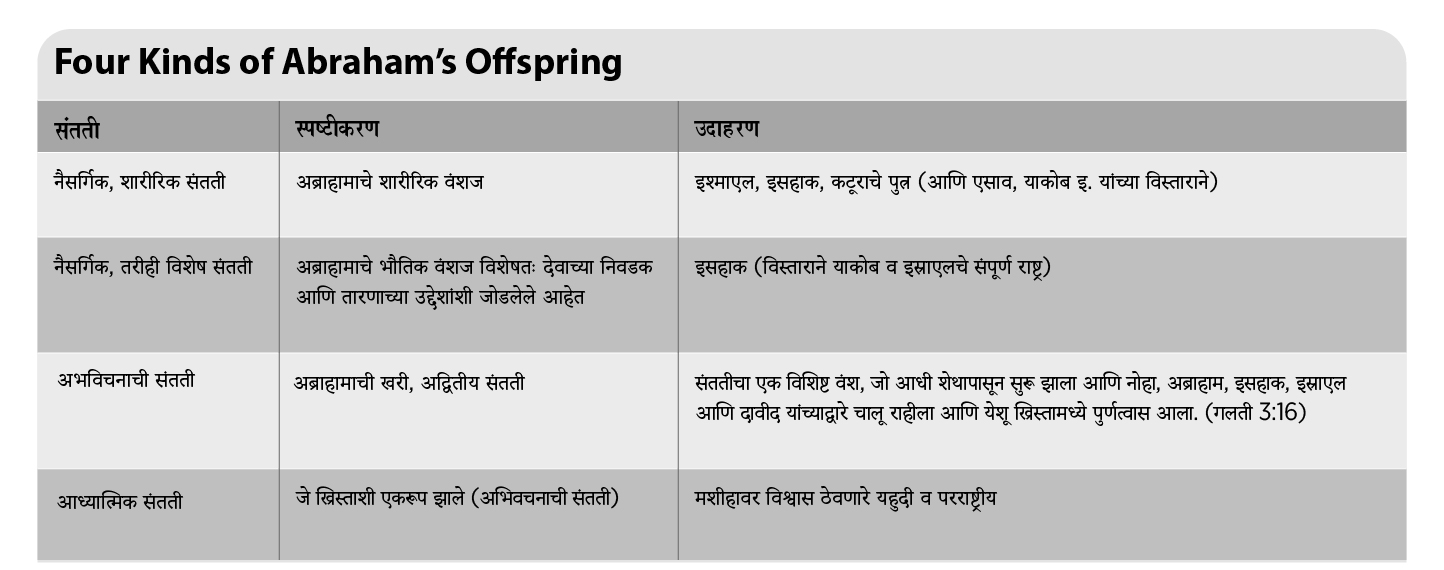 Four Kinds of Abraham's Offspring
संतती
स्पष्टीकरण
उदाहरण
नैसर्गिक, शारीरिक संतती
अब्राहामाचे शारीरिक वंशज
इश्माएल, इसहाक, कटूराचे पुत्र (आणि एसाव, याकोब इ. यांच्या विस्ताराने)
नैसर्गिक, तरीही विशेष संतती
अब्राहामाचे भौतिक वंशज विशेषतः देवाच्या निवडक
आणि तारणाच्या उद्देशांशी जोडलेले आहेत
इसहाक (विस्ताराने याकोब व इस्राएलचे संपूर्ण राष्ट्र)
अभविचनाची संतती
अब्राहामाची खरी, अद्वितीय संतती
संततीचा एक विशिष्ट वंश, जो आधी शेथापासून सुरू झाला आणि नोहा, अब्राहाम, इसहाक, इस्राएल
आणि दावीद यांच्याद्वारे चालू राहीला आणि येशू ख्रिस्तामध्ये पुर्णत्वास आला. (गलती 3:16)
आध्यात्मिक संतती
जे ख्रिस्ताशी एकरूप झाले (अभिवचनाची संतती)
मशीहावर विश्वास ठेवणारे यहुदी व परराष्ट्रीय